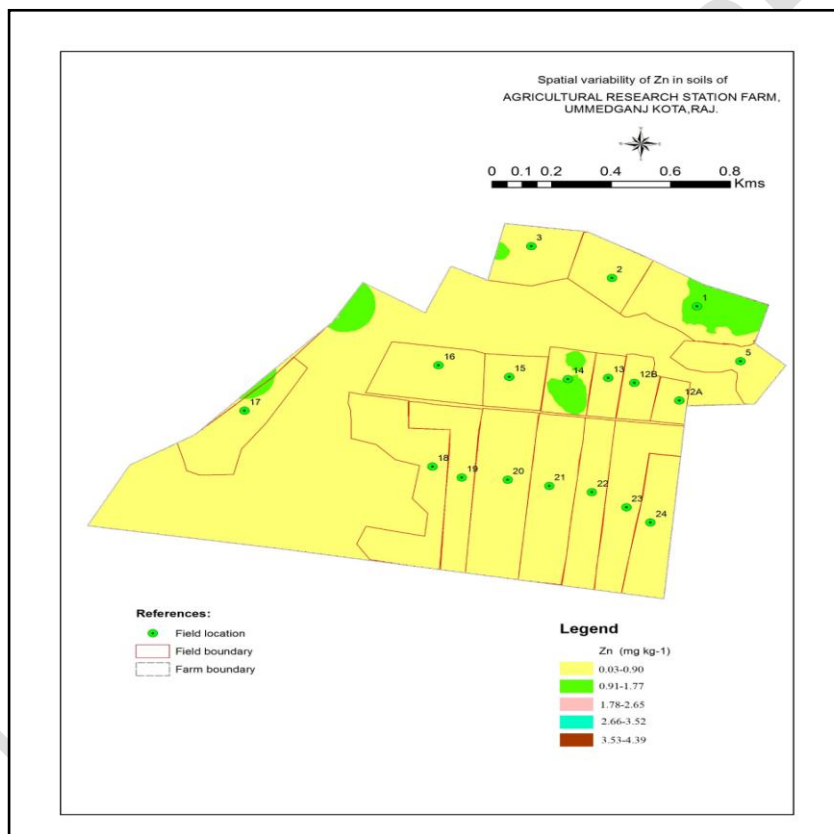 Spatial variability of Zn in soils of
AGRICULTURAL RESEARCH STATION FARM,
UMMEDGANJ KOTA,RAJ.
N
0 0.1 0.2 0.4 0.6 0.8
Kms
3
2
1
5
16
15
14
13
12B
12A
17
18
19
20
21
22
23
24
References:
Field location
Field boundary
Farm boundary
Legend
Zn (mg kg-1)
0.03-0.90
0.91-1.77
1.78-2.65
2.66-3.52
3.53-4.39